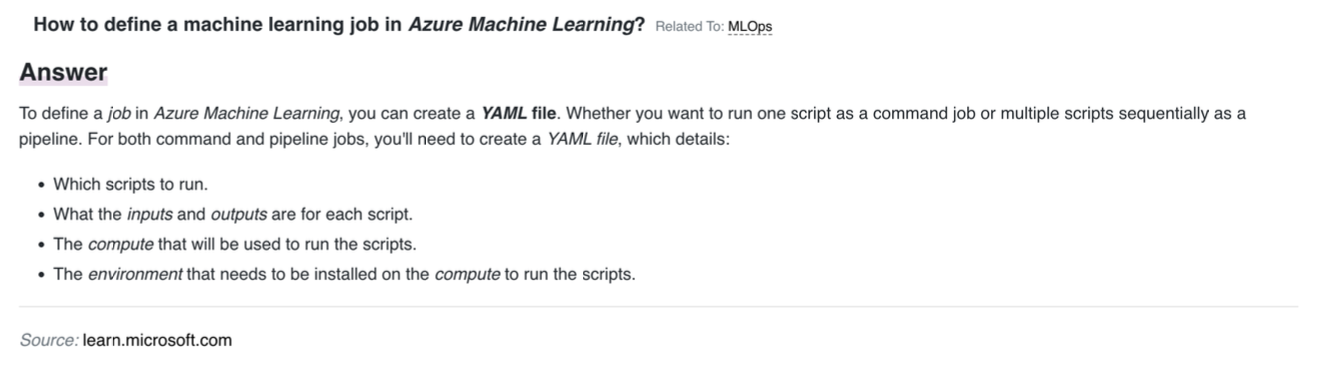 How to define a machine learning job in Azure Machine Learning? Related To: MLOps
Answer
To define a job in Azure Machine Learning, you can create a YAML file. Whether you want to run one script as a command job or multiple scripts sequentially as a
pipeline. For both command and pipeline jobs, you'll need to create a YAML file, which details:
• Which scripts to run.
• What the inputs and outputs are for each script.
• The compute that will be used to run the scripts.
• The environment that needs to be installed on the compute to run the scripts.
Source: learn.microsoft.com